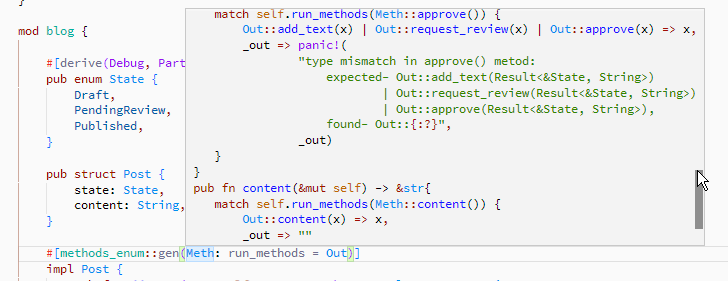 }
mod blog {
#[derive(Debug, Part
pub enum State {
Draft,
PendingReview,
Published,
}
pub struct Post {
state: State,
content: String,
}
#[methods_enum::gen(Meth: run_methods = Out)]
impl Post {
match self.run_methods(Meth::approve()) {
Out::add_text(x) | Out::request_review(x) | Out::approve(x) => x,
_out => panic!(
"type mismatch in approve() metod:
expected- Out::add_text(Result<&State, String>)
| Out::request_review(Result<&State, String>)
| Out::approve(Result<&State, String>),
found- Out::{:?}",
_out)
}
}
pub fn content(&mut self) -> &str{
match self.run_methods(Meth::content()) {
Out::content(x) => x,
_out => ""